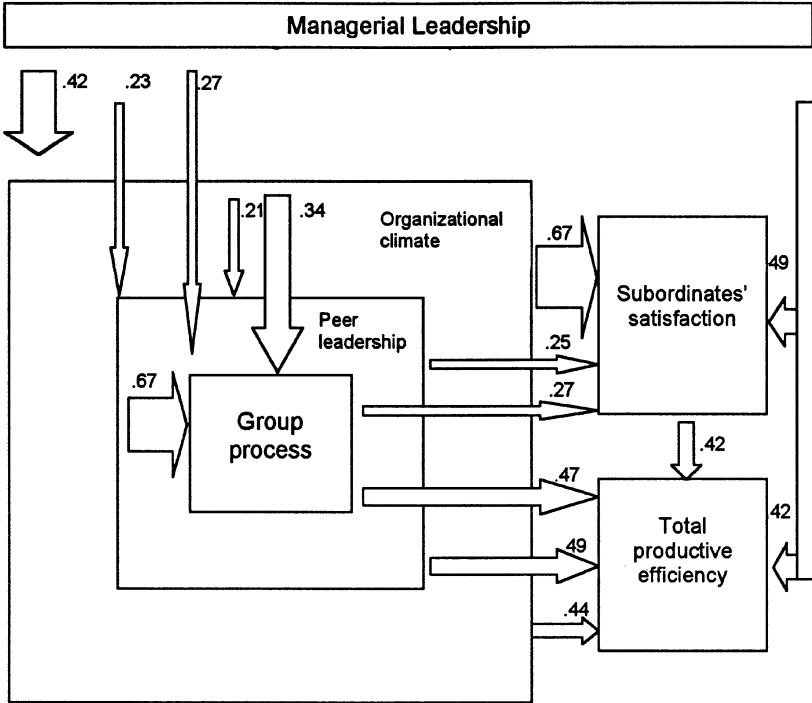 Managerial Leadership
.42
.23
.27
.21
.34
Organizational
climate
.67
Subordinates'
satisfaction
.49
Peer
leadership
.25
.67
.27
Group
process
.42
.47
Total
productive
efficiency
.42
.49
.44